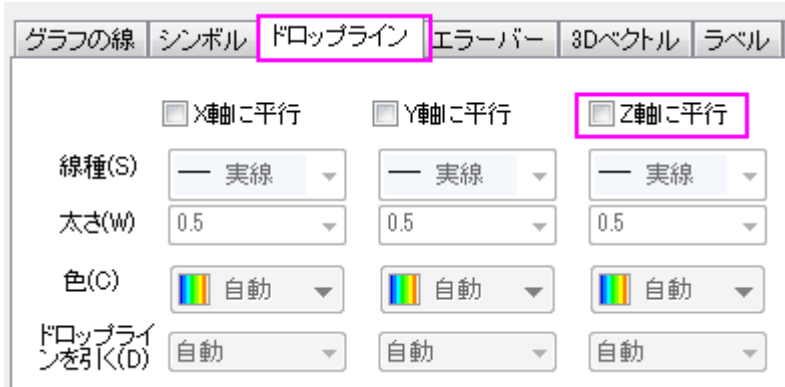 グラフの線 シンボル ドロップライン エラーバー 3Dベクトル ラベル
X軸に平行 Y軸に平行 Z軸に平行
線種(S) 実線 実線 実線
太さ(W) 0.5 0.5 0.5
色(C) 自動 自動 自動
ドロップライ
ンを引く(D) 自動 自動 自動